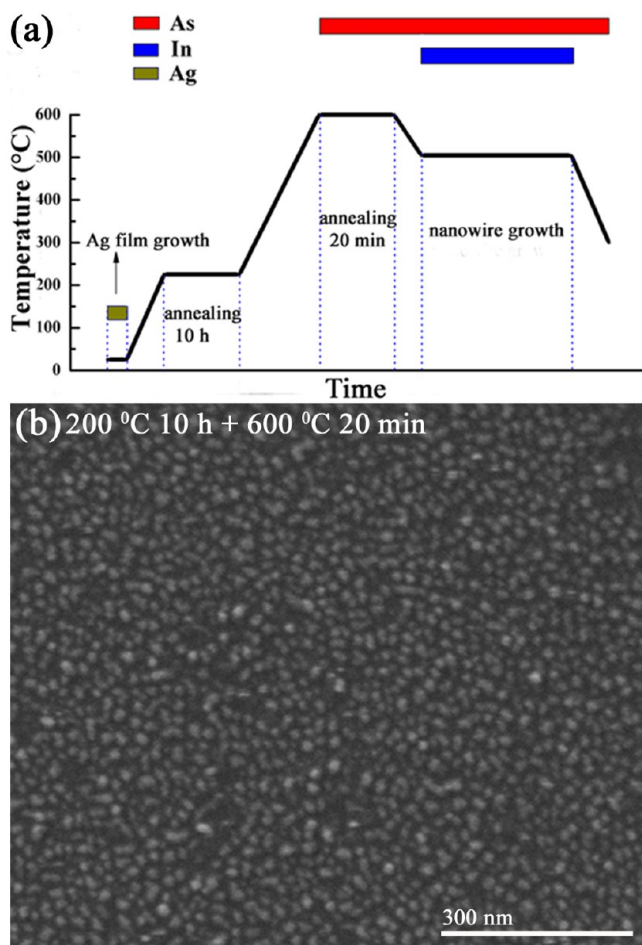 (a)
As
In
Ag
600
500
400
300
200
100
0
Temperature (°C)
Ag film growth
annealing
10 h
annealing
20 min
nanowire growth
Time
(b) 200 ⁰C 10 h + 600 ⁰C 20 min
300 nm